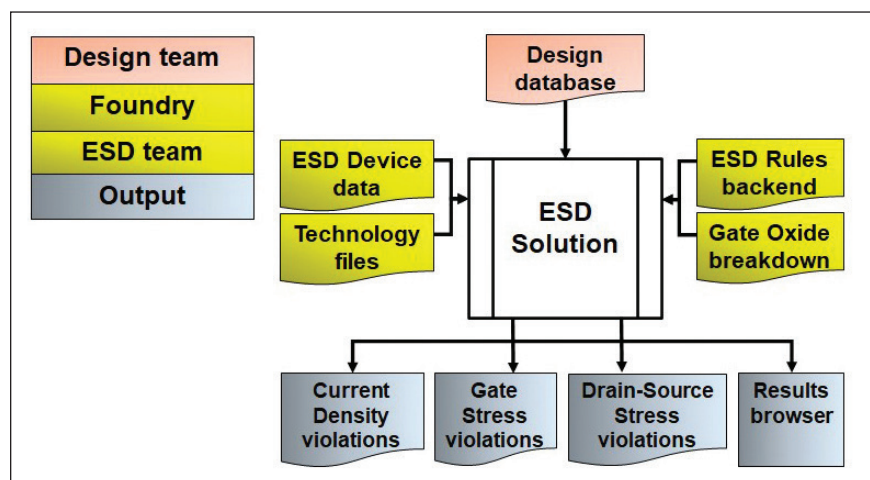 Design team
Foundry
ESD team
Output
Design
database
ESD Device
data
Technology
files
ESD
Solution
ESD Rules
backend
Gate Oxide
breakdown
Current
Density
violations
Gate
Stress
violations
Drain-Source
Stress
violations
Results
browser